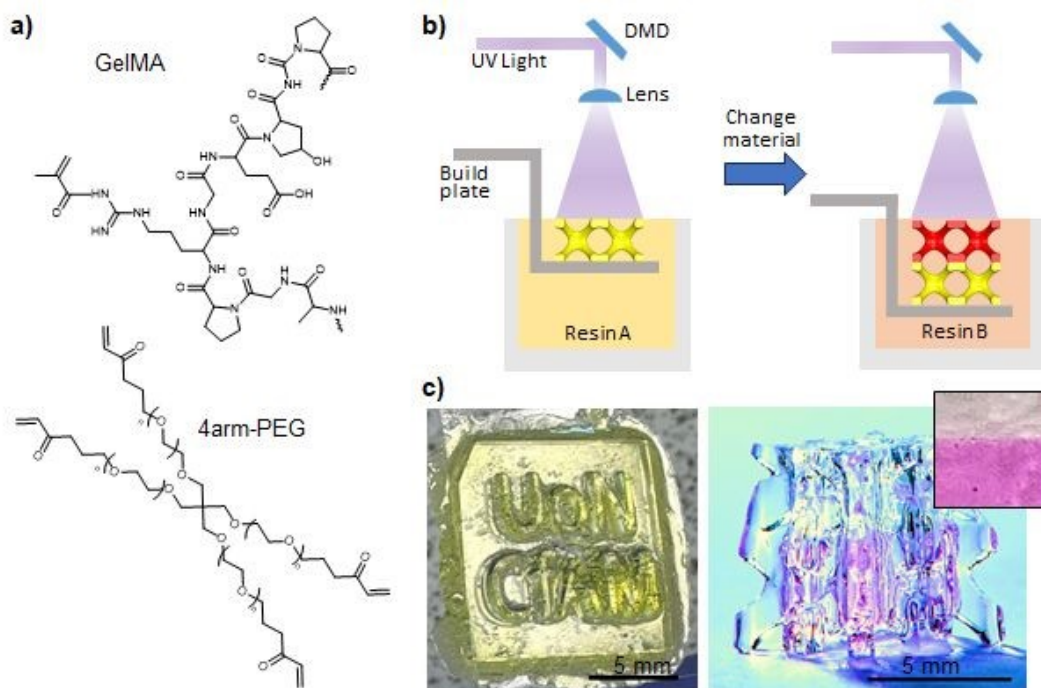 a)
GelMA
4arm-PEG
b)
DMD
UV Light
Lens
Build
plate
Resin A
Change
material
Resin B
c)
UoN
CfAM
5 mm
5 mm